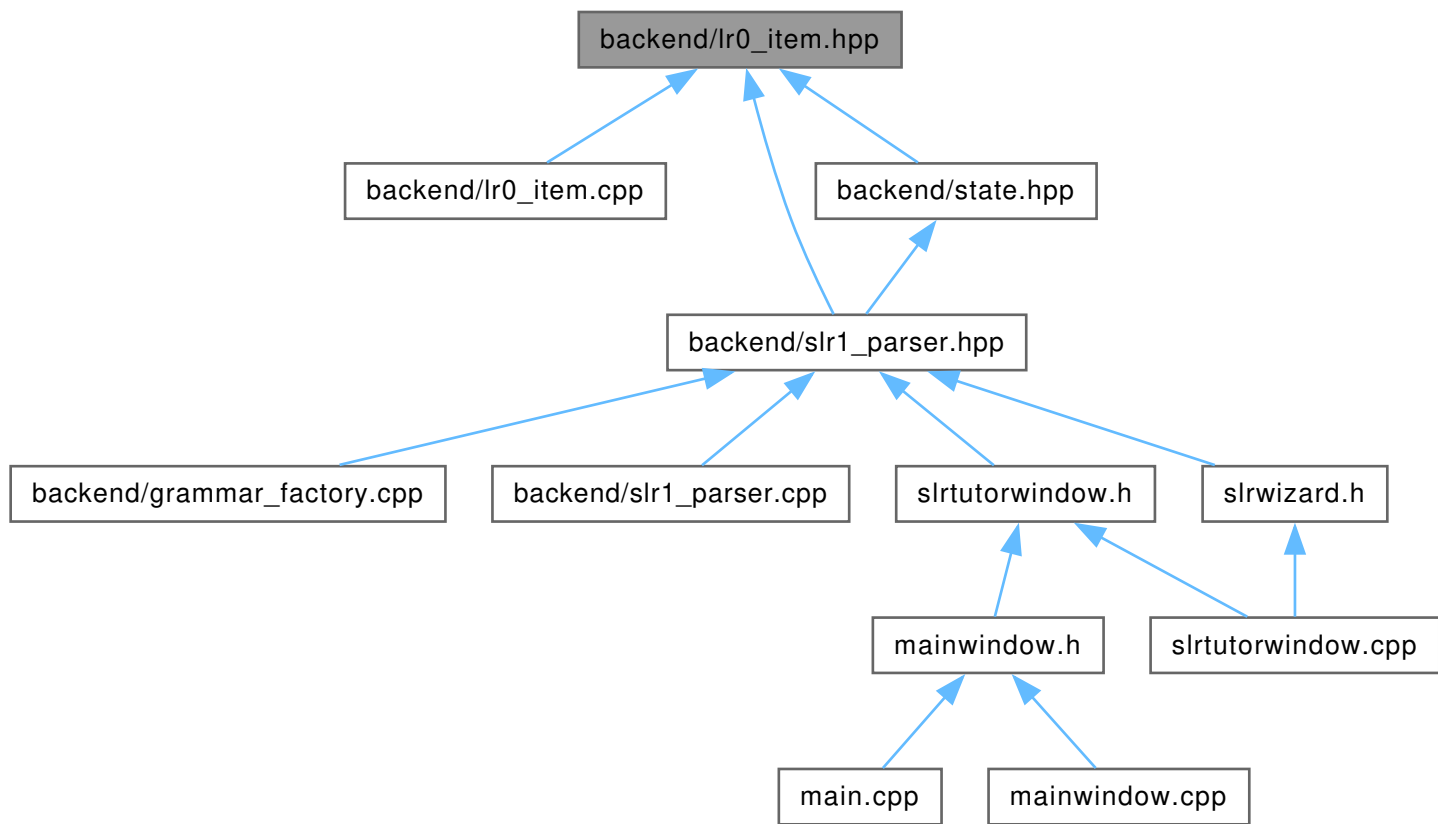 backend/lr0_item.hpp
backend/lr0_item.cpp
backend/state.hpp
backend/slr1_parser.hpp
backend/grammar_factory.cpp
backend/slr1_parser.cpp
slrtutorwindow.h
slrwizard.h
mainwindow.h
slrtutorwindow.cpp
main.cpp
mainwindow.cpp